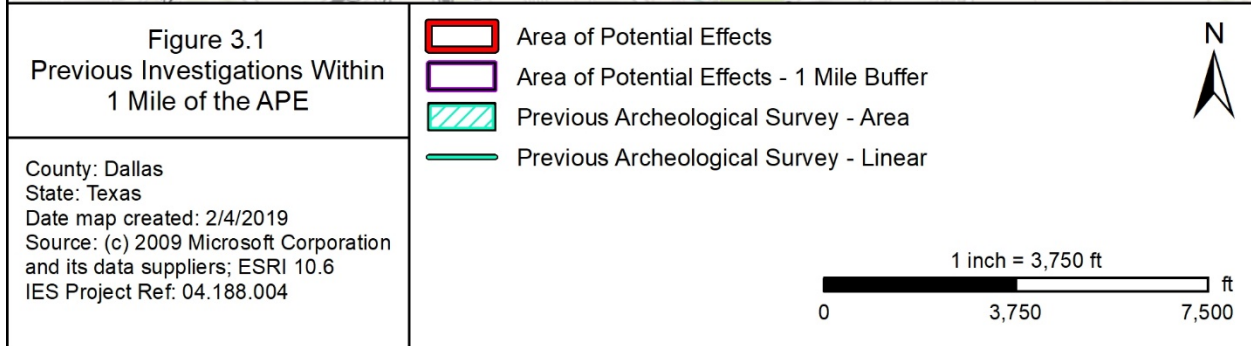 Figure 3.1
Previous Investigations Within
1 Mile of the APE
County: Dallas
State: Texas
Date map created: 2/4/2019
Source: (c) 2009 Microsoft Corporation
and its data suppliers; ESRI 10.6
IES Project Ref: 04.188.004
Area of Potential Effects
Area of Potential Effects - 1 Mile Buffer
Previous Archeological Survey - Area
Previous Archeological Survey - Linear
N
1 inch = 3,750 ft
ft
0 3,750 7,500